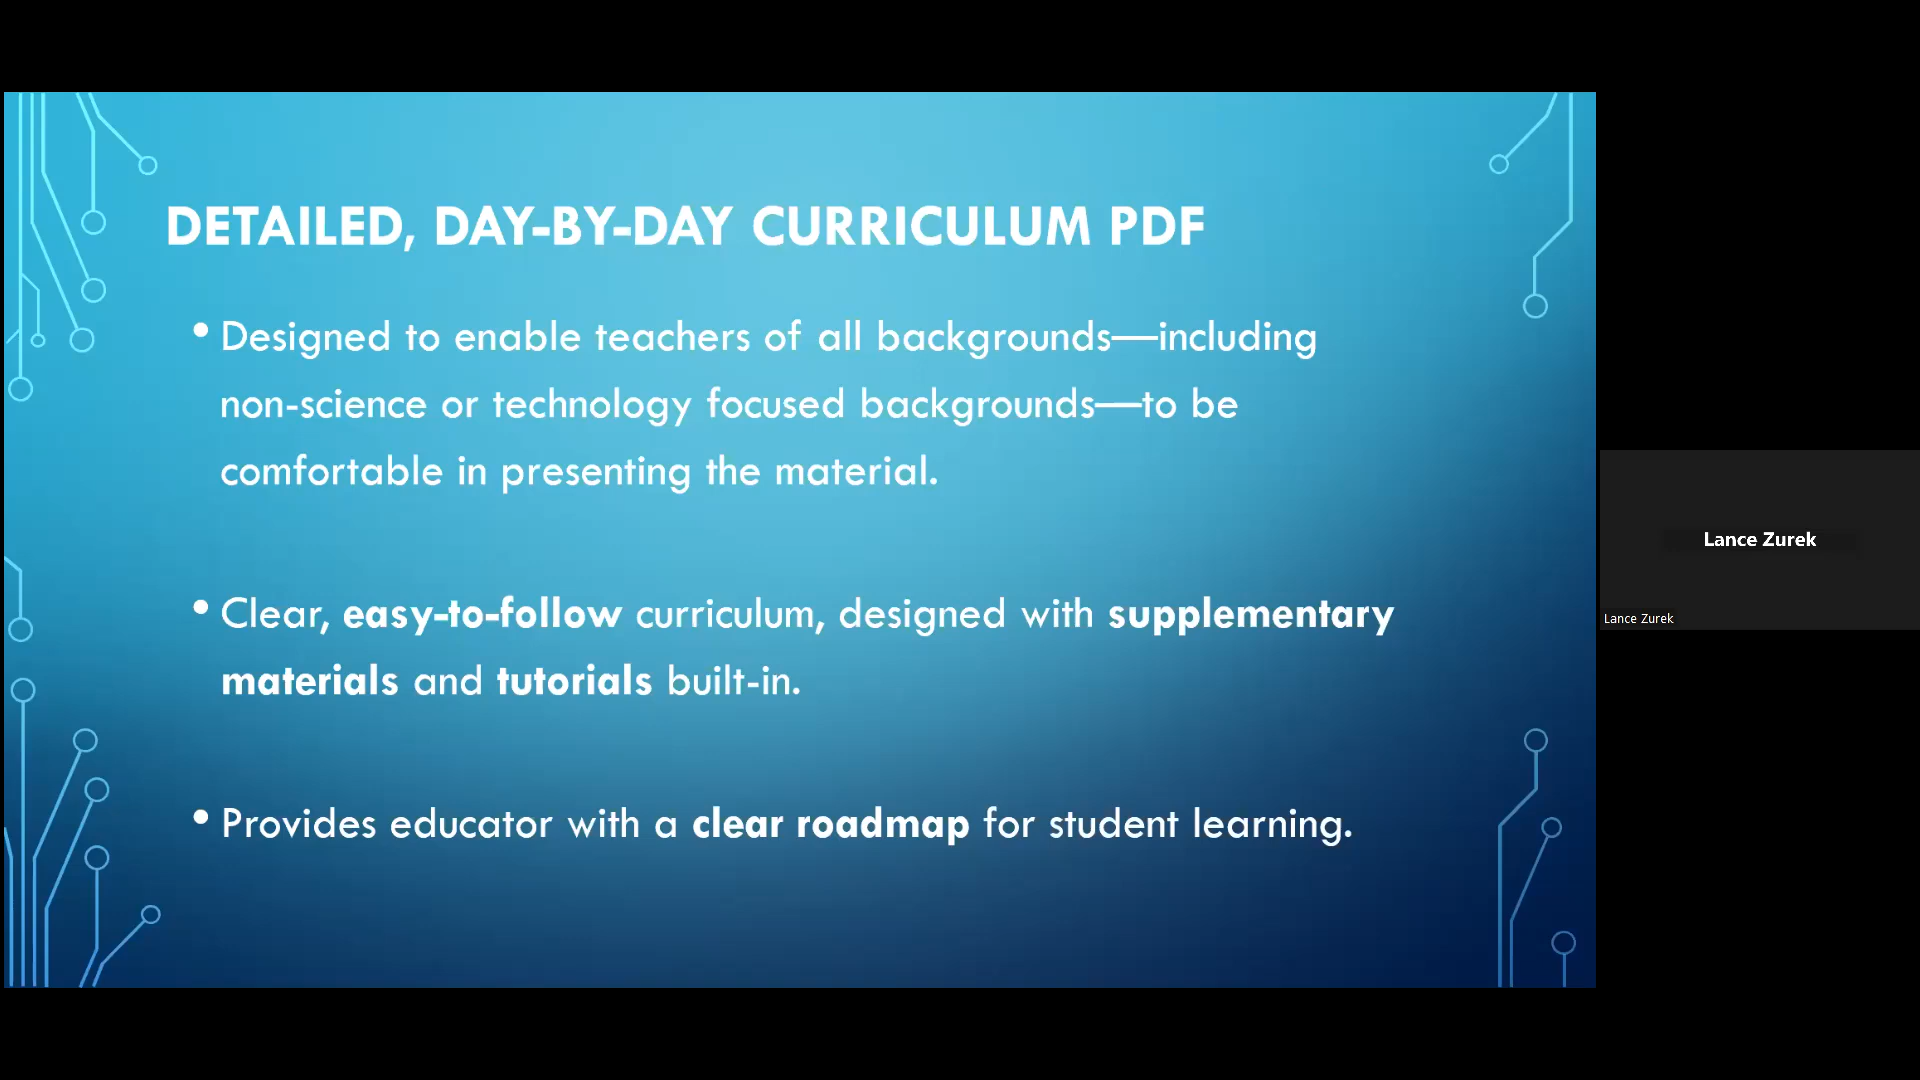 DETAILED, DAY-BY-DAY CURRICULUM PDF
• Designed to enable teachers of all backgrounds—including
non-science or technology focused backgrounds—to be
comfortable in presenting the material.
• Clear, easy-to-follow curriculum, designed with supplementary
materials and tutorials built-in.
• Provides educator with a clear roadmap for student learning.
Lance Zurek
Lance Zurek